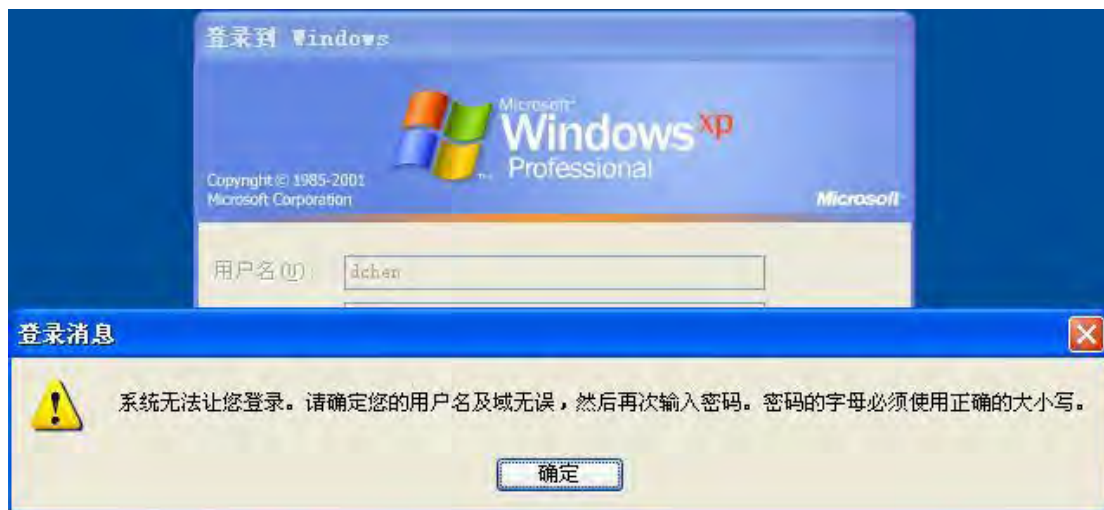 登录到 Windows
Microsoft®
Windows xp
Professional
Copyright © 1985-2001
Microsoft Corporation
Microsoft
用户名(U):
dchen
登录消息
系统无法让您登录。请确定您的用户名及域无误，然后再次输入密码。密码的字母必须使用正确的大小写。
确定